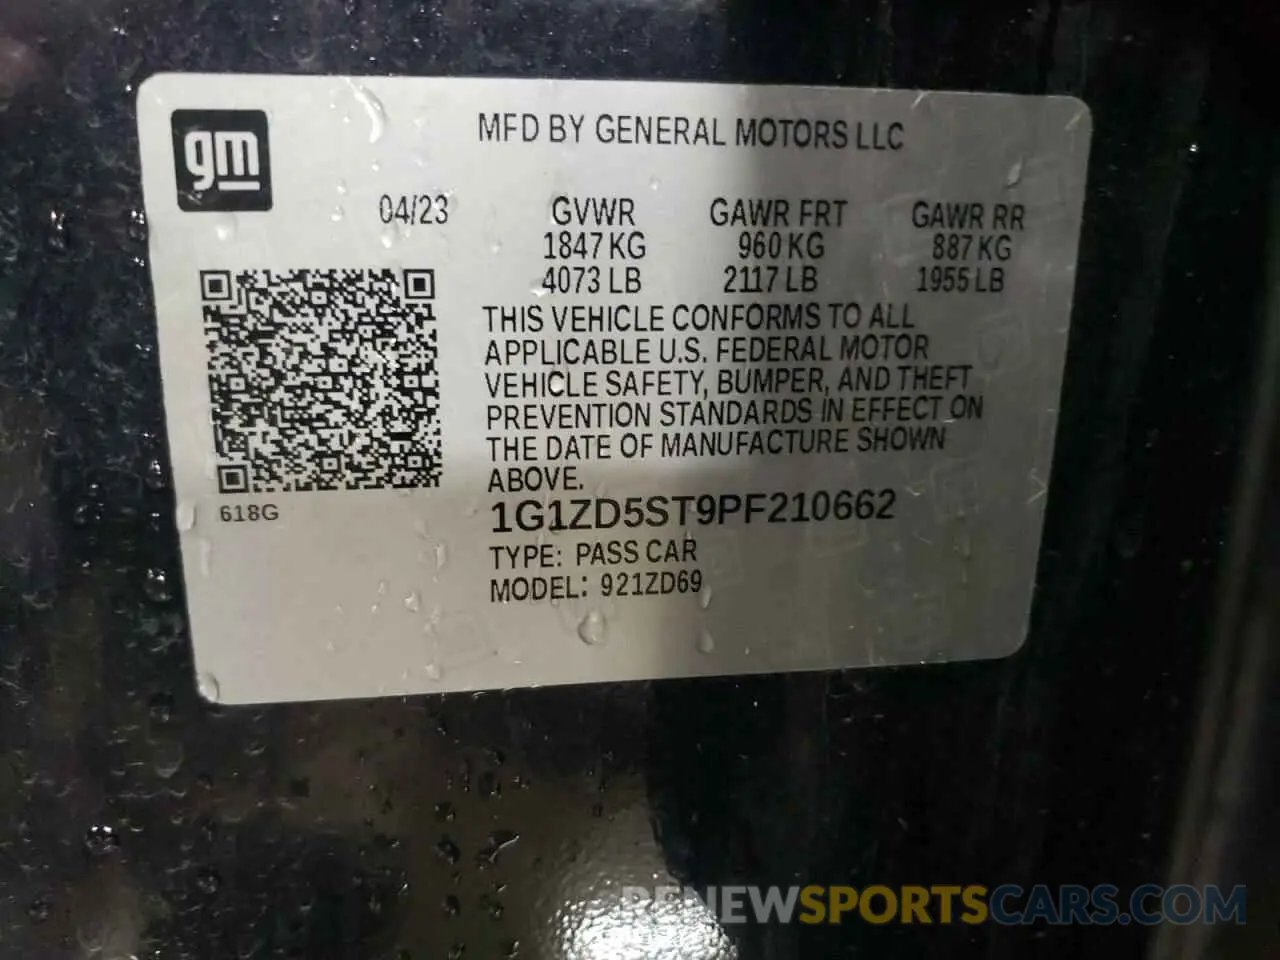 gm
MFD BY GENERAL MOTORS LLC
04/23 GVWR GAWR FRT GAWR RR
1847 KG 960 KG 887 KG
4073 LB 2117 LB 1955 LB
THIS VEHICLE CONFORMS TO ALL
APPLICABLE U.S. FEDERAL MOTOR
VEHICLE SAFETY, BUMPER, AND THEFT
PREVENTION STANDARDS IN EFFECT ON
THE DATE OF MANUFACTURE SHOWN
ABOVE.
618G
1G1ZD5ST9PF210662
TYPE: PASS CAR
MODEL: 921ZD69
RENEWSPORTSCARS.COM